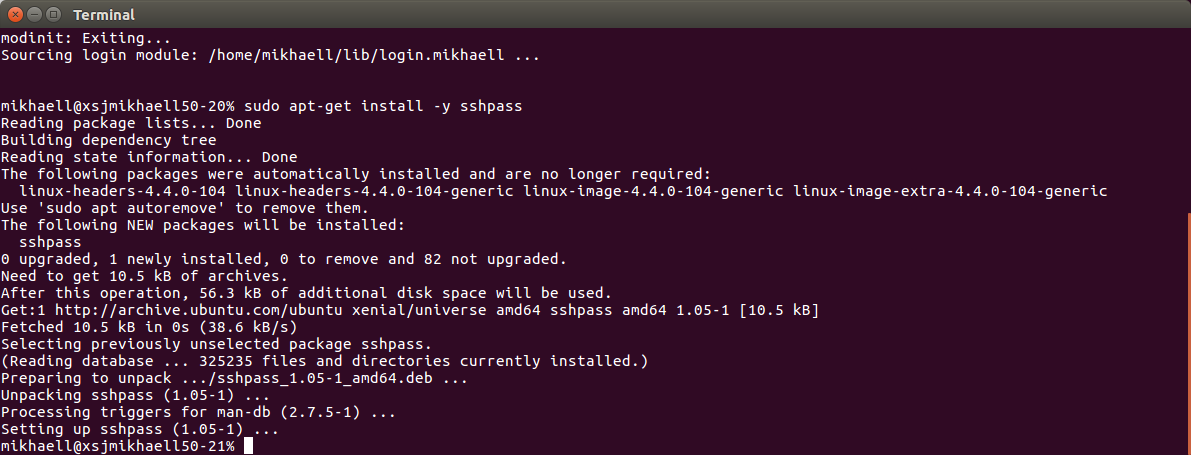 Terminal
modinit: Exiting...
Sourcing login module: /home/mikhaell/lib/login.mikhaell ...
mikhaell@xsjmikhaell50-20% sudo apt-get install -y sshpass
Reading package lists... Done
Building dependency tree
Reading state information... Done
The following packages were automatically installed and are no longer required:
  linux-headers-4.4.0-104 linux-headers-4.4.0-104-generic linux-image-4.4.0-104-generic linux-image-extra-4.4.0-104-generic
Use 'sudo apt autoremove' to remove them.
The following NEW packages will be installed:
  sshpass
0 upgraded, 1 newly installed, 0 to remove and 82 not upgraded.
Need to get 10.5 kB of archives.
After this operation, 56.3 kB of additional disk space will be used.
Get:1 http://archive.ubuntu.com/ubuntu xenial/universe amd64 sshpass amd64 1.05-1 [10.5 kB]
Fetched 10.5 kB in 0s (38.6 kB/s)
Selecting previously unselected package sshpass.
(Reading database ... 325235 files and directories currently installed.)
Preparing to unpack .../sshpass_1.05-1_amd64.deb ...
Unpacking sshpass (1.05-1) ...
Processing triggers for man-db (2.7.5-1) ...
Setting up sshpass (1.05-1) ...
mikhaell@xsjmikhaell50-21%